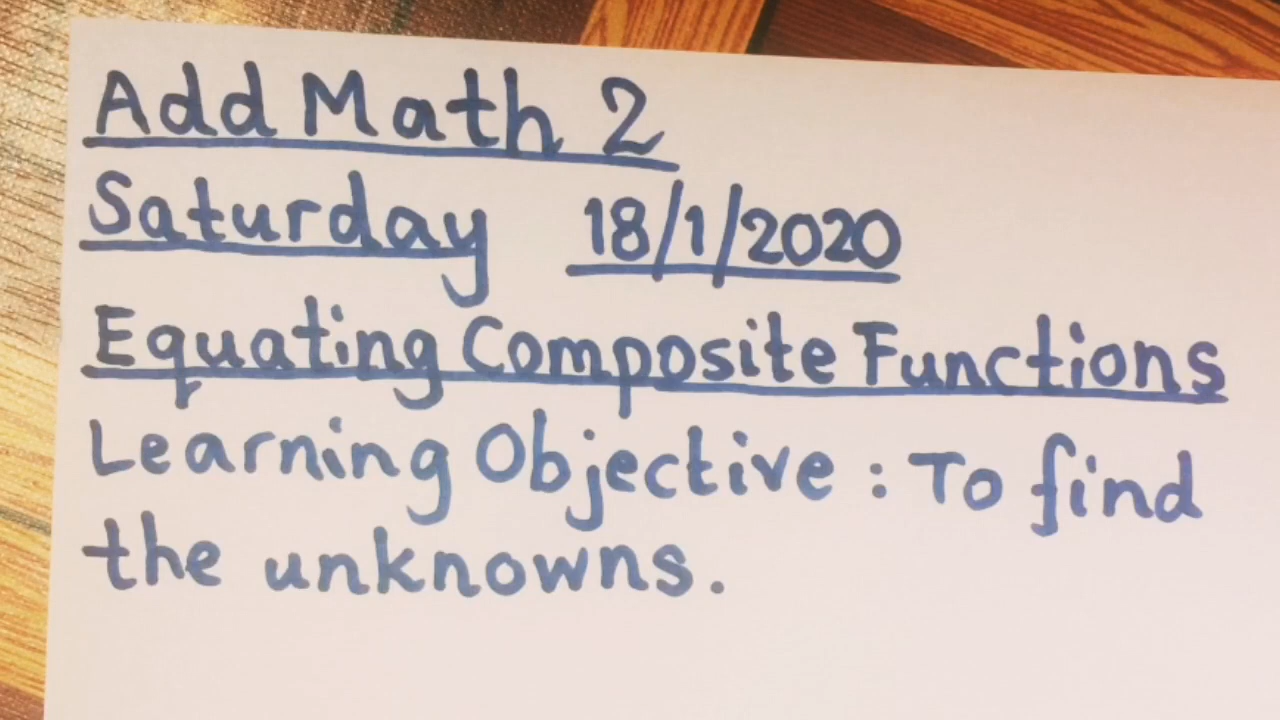 Add Math 2
Saturday 18/1/2020
Equating Composite Functions
Learning Objective : To find
the unknowns.